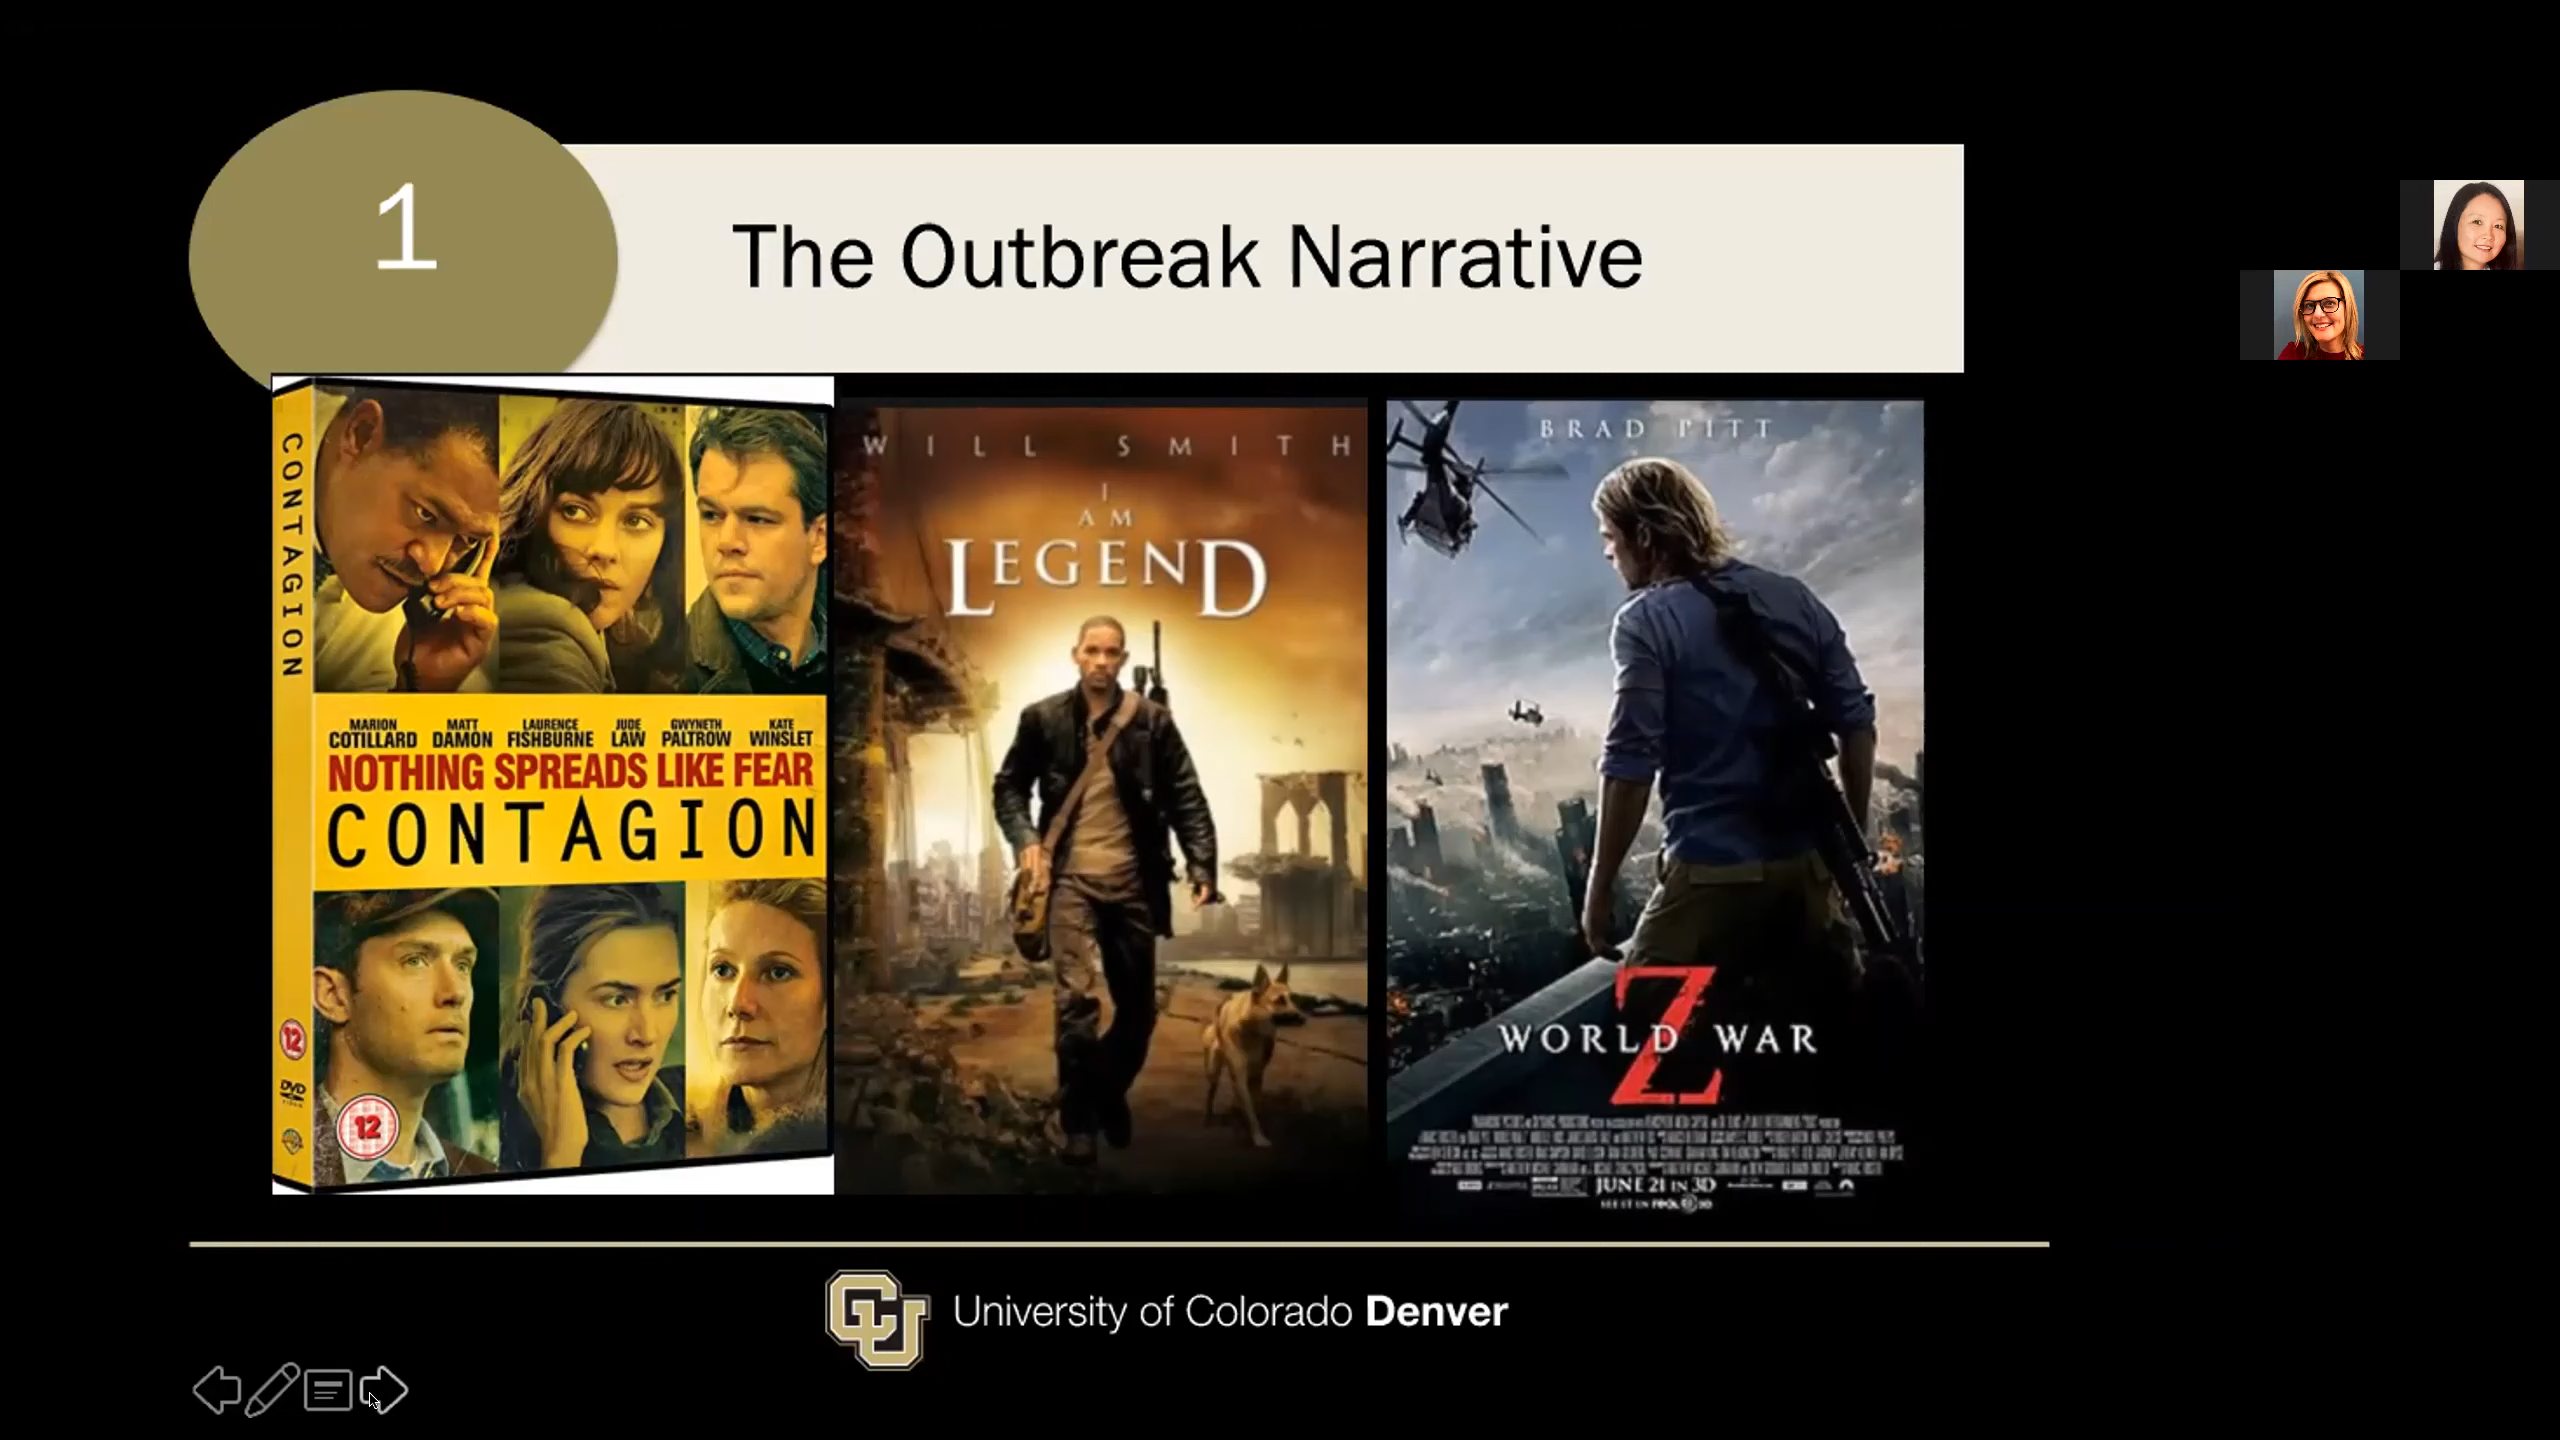 1
The Outbreak Narrative
CONTAGION
12
DVD
MARION COTILLARD
MATT DAMON
LAURENCE FISHBURNE
JUDE LAW
GWYNETH PALTROW
KATE WINSLET
NOTHING SPREADS LIKE FEAR
CONTAGION
12
WILL SMITH
I
AM
LEGEND
BRAD PITT
WORLD WAR Z
JUNE 21 IN 3D
CU University of Colorado Denver